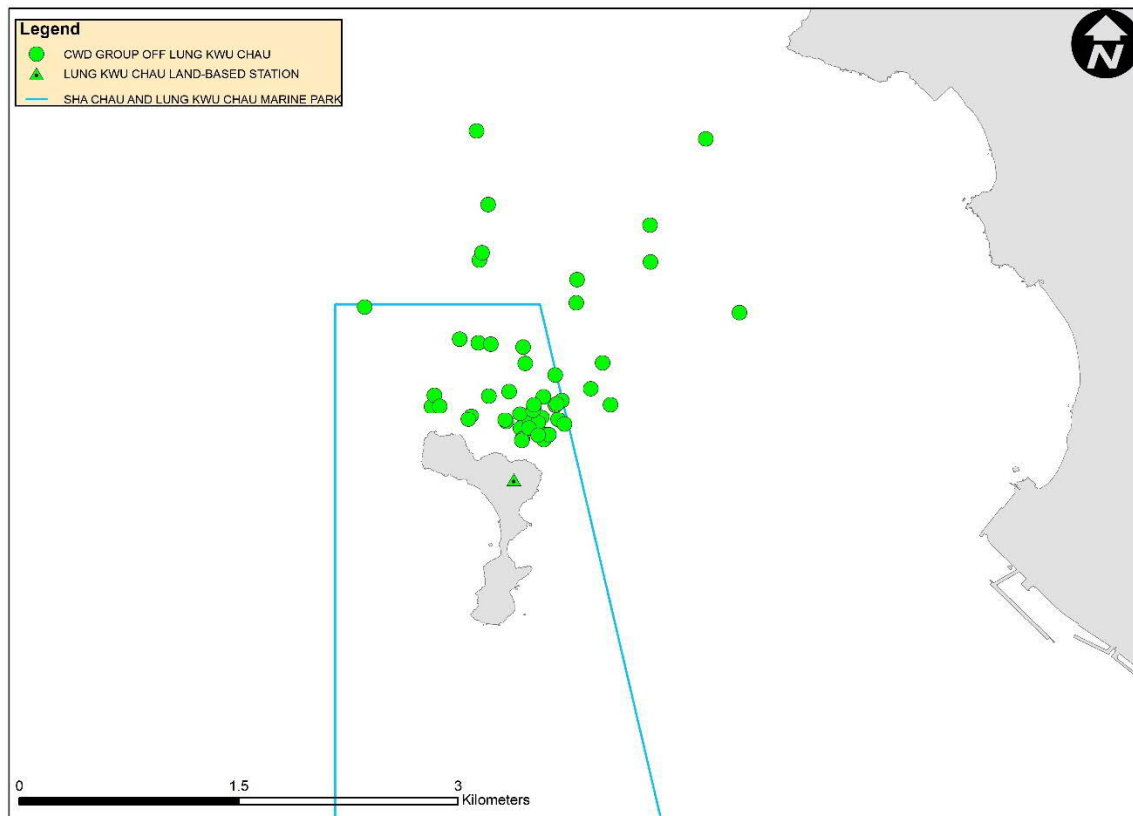 Legend
CWD GROUP OFF LUNG KWU CHAU
LUNG KWU CHAU LAND-BASED STATION
SHA CHAU AND LUNG KWU CHAU MARINE PARK
N
0 1.5 3
Kilometers